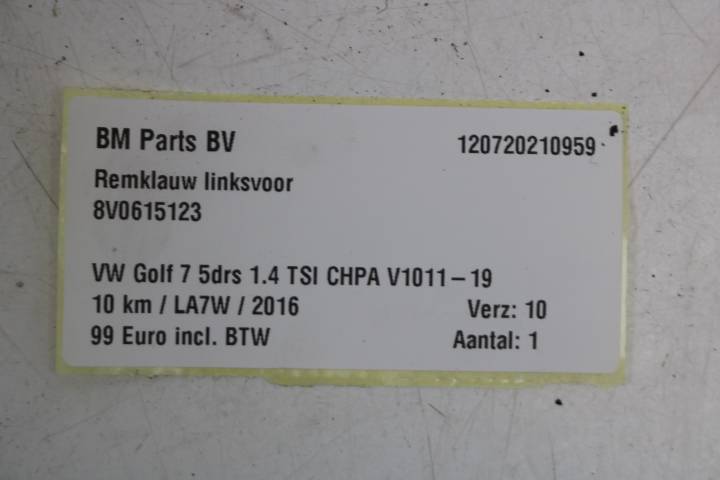 BM Parts BV 120720210959
Remklauw linksvoor
8V0615123
VW Golf 7 5drs 1.4 TSI CHPA V1011-19
10 km / LA7W / 2016 Verz: 10
99 Euro incl. BTW Aantal: 1